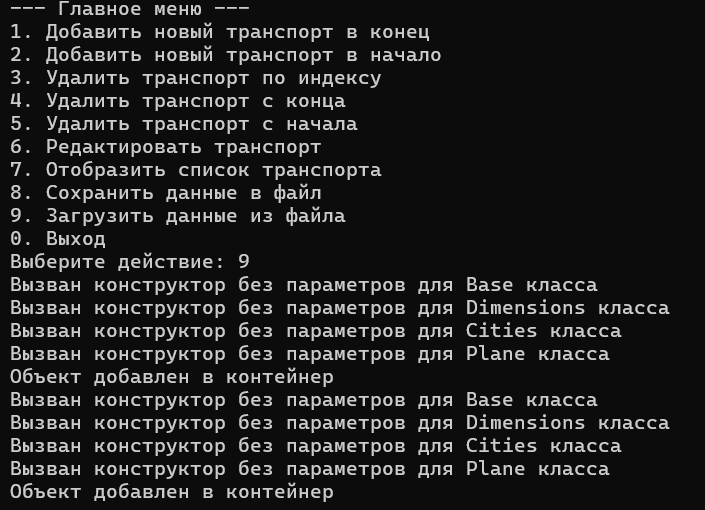 --- Главное меню ---
1. Добавить новый транспорт в конец
2. Добавить новый транспорт в начало
3. Удалить транспорт по индексу
4. Удалить транспорт с конца
5. Удалить транспорт с начала
6. Редактировать транспорт
7. Отобразить список транспорта
8. Сохранить данные в файл
9. Загрузить данные из файла
0. Выход
Выберите действие: 9
Вызван конструктор без параметров для Base класса
Вызван конструктор без параметров для Dimensions класса
Вызван конструктор без параметров для Cities класса
Вызван конструктор без параметров для Plane класса
Объект добавлен в контейнер
Вызван конструктор без параметров для Base класса
Вызван конструктор без параметров для Dimensions класса
Вызван конструктор без параметров для Cities класса
Вызван конструктор без параметров для Plane класса
Объект добавлен в контейнер